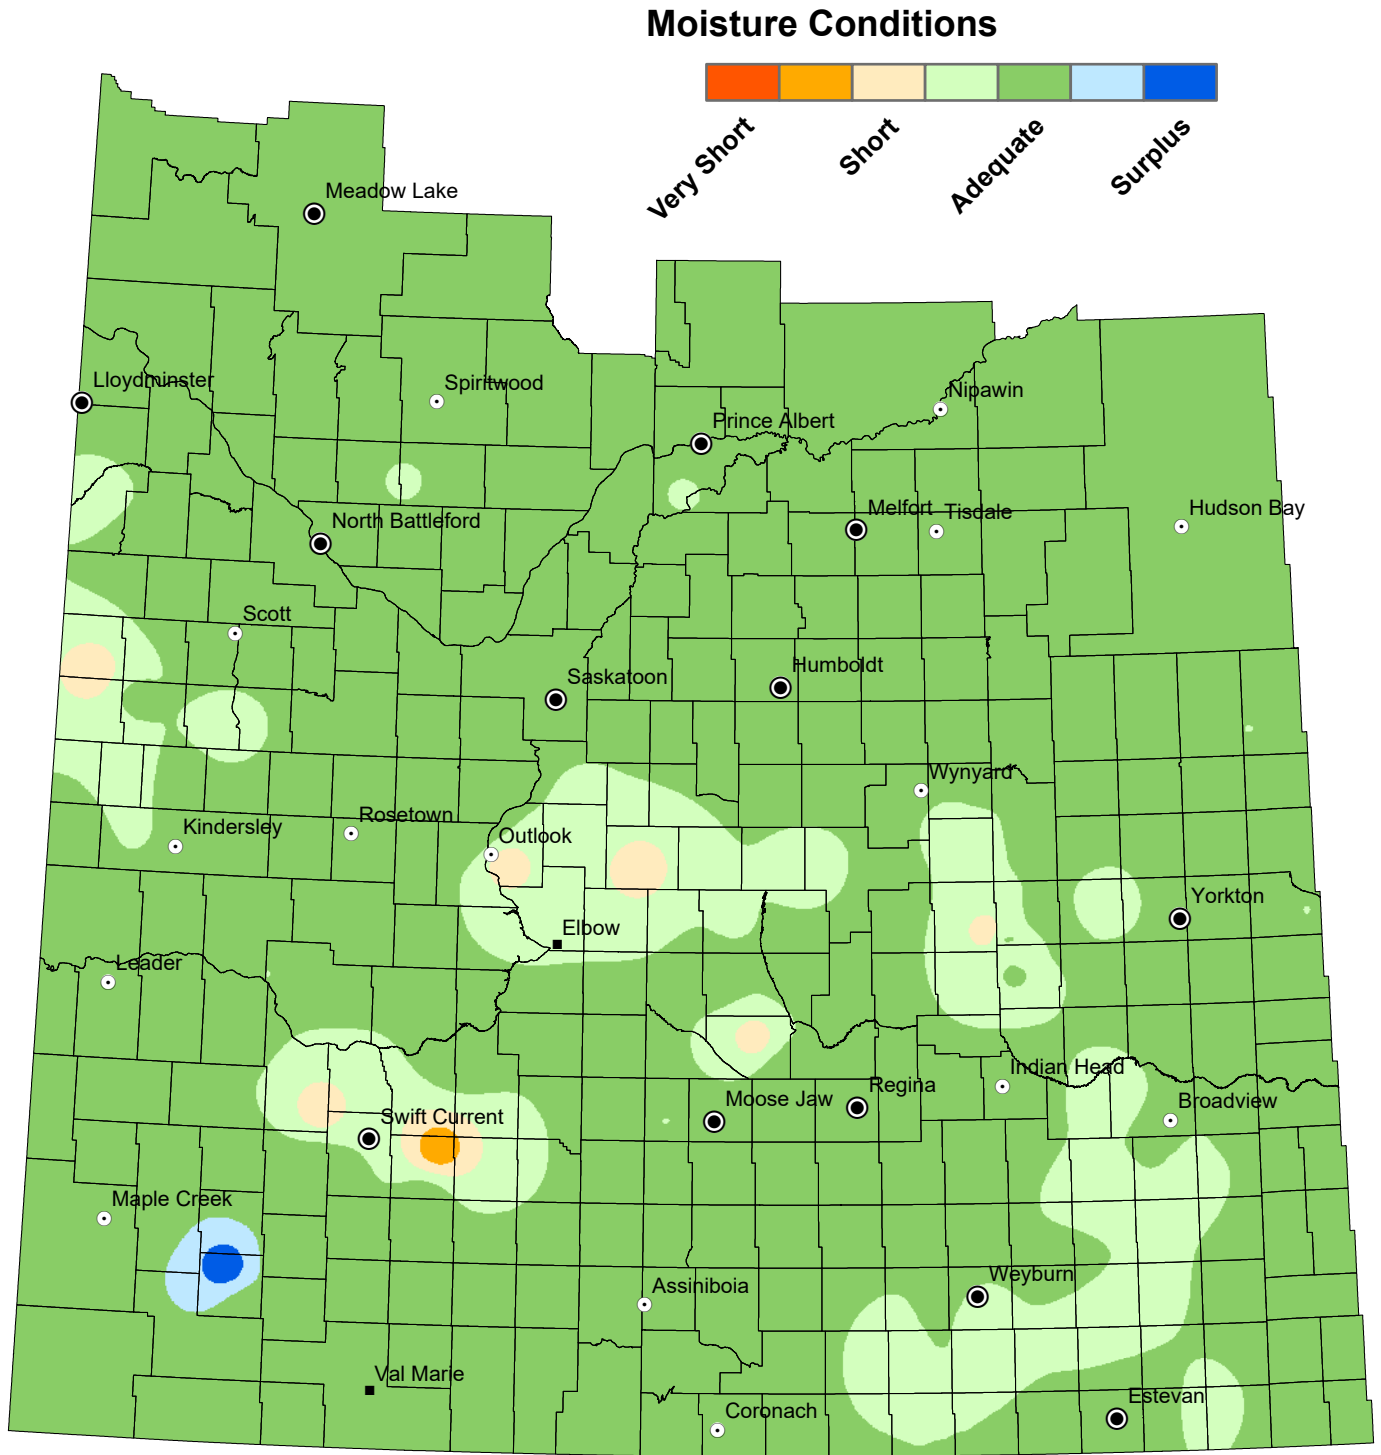 Moisture Conditions
Very Short
Short
Adequate
Surplus
Meadow Lake
Lloydminster
Spiritwood
Nipawin
Prince Albert
Melfort
Tisdale
Hudson Bay
North Battleford
Scott
Saskatoon
Humboldt
Wynyard
Rosetown
Kindersley
Outlook
Yorkton
Elbow
Leader
Indian Head
Regina
Moose Jaw
Broadview
Swift Current
Maple Creek
Weyburn
Assiniboia
Val Marie
Estevan
Coronach